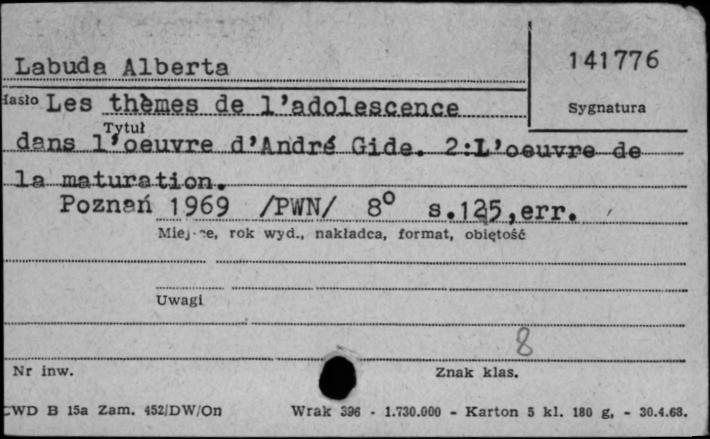 Labuda Alberta
141776
Hasło Les thèmes de l'adolescence
Sygnatura
Tytuł
dans l'oeuvre d'André Gide. 2:L'oeuvre de
la maturation.
Poznań 1969 /PWN/ 8º s.125,err.
Miejsce, rok wyd., nakładca, format, objętość
Uwagi
8
Nr inw.
Znak klas.
CWD B 15a Zam. 452/DW/On Wrak 396 - 1.730.000 - Karton 5 kl. 180 g, - 30.4.68.